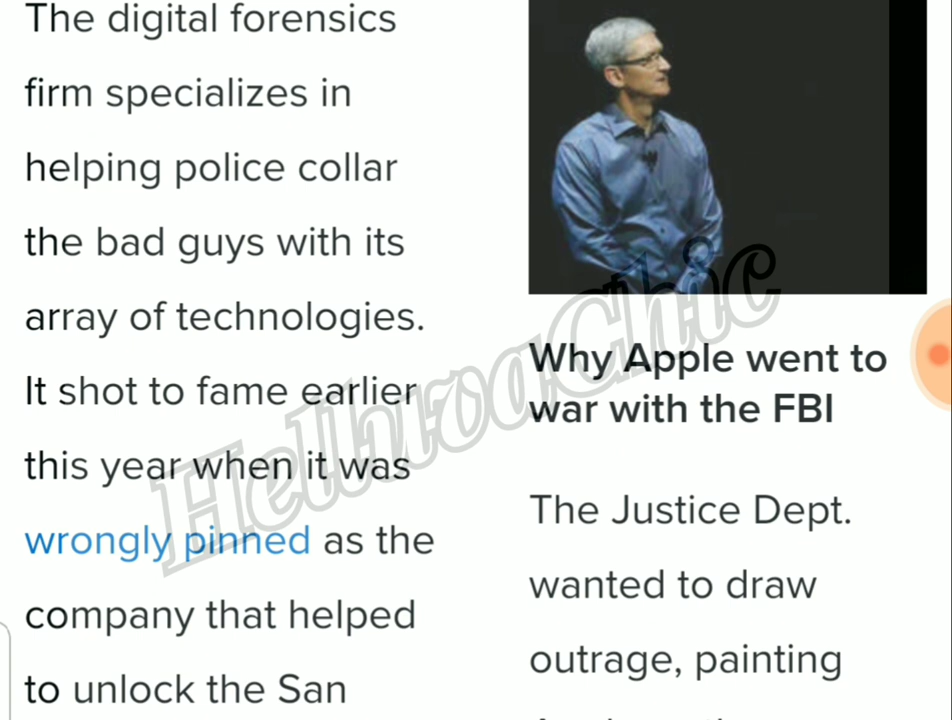 The digital forensics
firm specializes in
helping police collar
the bad guys with its
array of technologies.
It shot to fame earlier
this year when it was
wrongly pinned as the
company that helped
to unlock the San
Why Apple went to
war with the FBI
The Justice Dept.
wanted to draw
outrage, painting
HellwaaChic